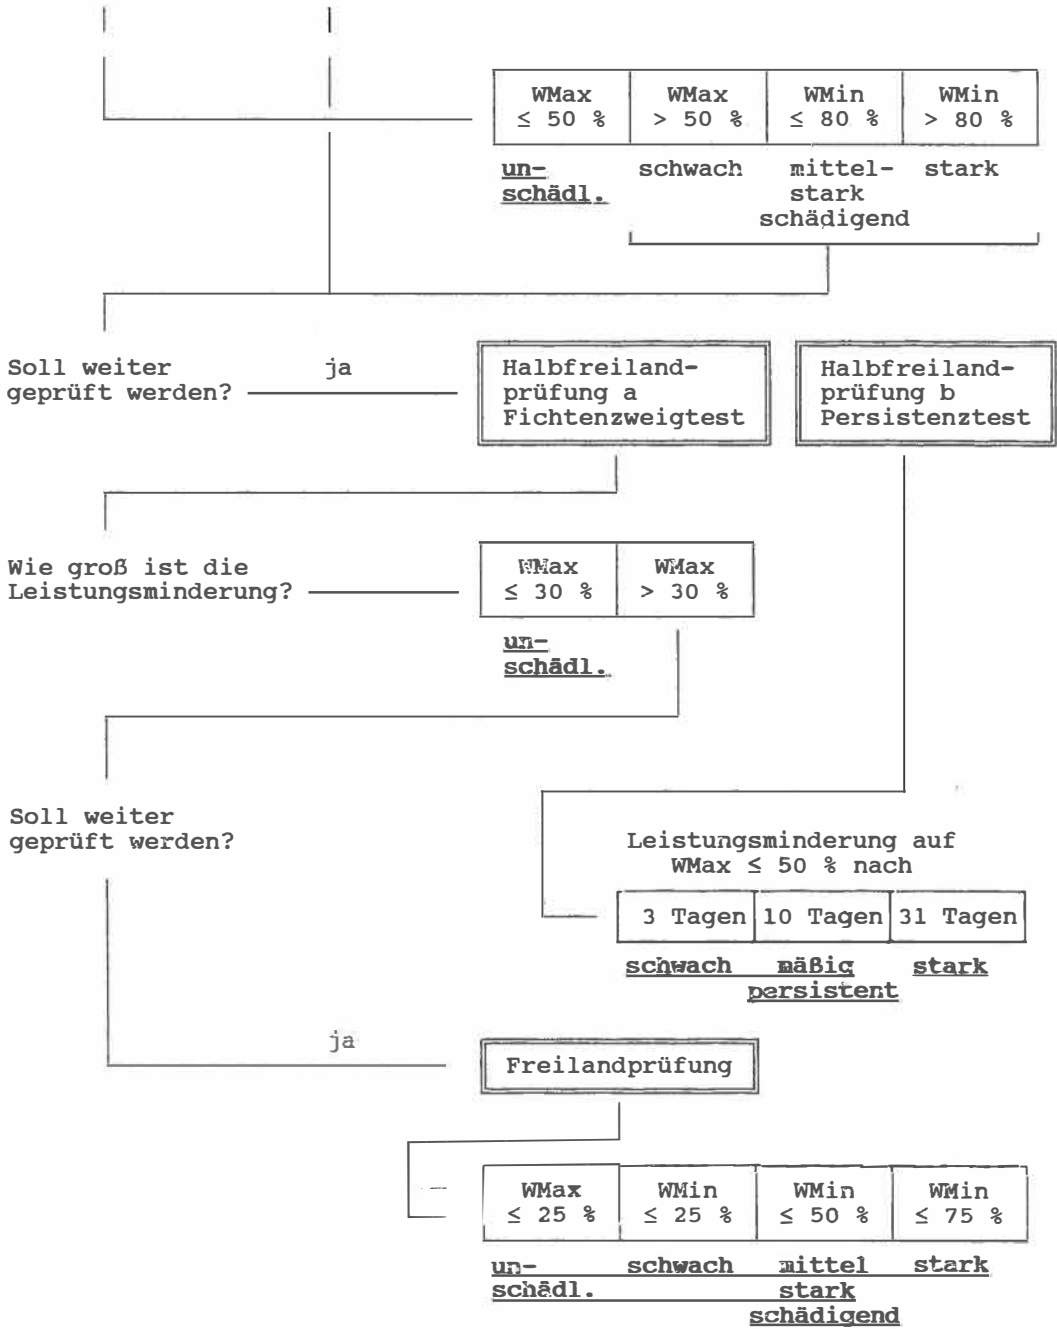 WMax WMax WMin WMin
≤ 50 % > 50 % ≤ 80 % > 80 %
un- schwach mittel- stark
schädl. stark
schädigend
Soll weiter ja
geprüft werden?
Halbfreiland-
prüfung a
Fichtenzweigtest
Halbfreiland-
prüfung b
Persistenztest
Wie groß ist die
Leistungsminderung?
WMax WMax
≤ 30 % > 30 %
un-
schädl.
Soll weiter
geprüft werden?
Leistungsminderung auf
WMax ≤ 50 % nach
3 Tagen 10 Tagen 31 Tagen
schwach mäßig stark
persistent
ja
Freilandprüfung
WMax WMin WMin WMin
≤ 25 % ≤ 25 % ≤ 50 % ≤ 75 %
un- schwach mittel stark
schädl. stark
schädigend